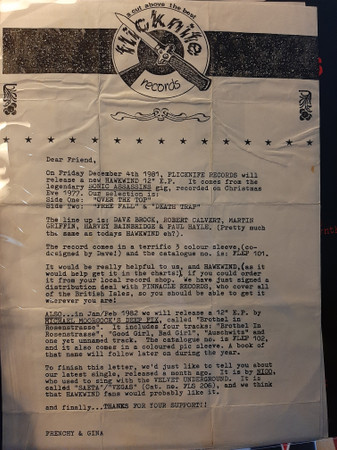 a cut above the best
flicknife
records
Dear Friend,
On Friday December 4th 1981, FLICKNIFE RECORDS will
release a new HAWKWIND 12" E.P. It comes from the
legendary SONIC ASSASSINS gig, recorded on Christmas
Eve 1977. Our selection is:
Side One: "OVER THE TOP"
Side Two: "FREE FALL" & "DEATH TRAP"
The line up is: DAVE BROCK, ROBERT CALVERT, MARTIN
GRIFFIN, HARVEY BAINBRIDGE & PAUL HAYLE. (Pretty much
the same as todays HAWKWIND eh?).
The record comes in a terrific 3 colour sleeve,(co-
designed by Dave!) and the catalogue no. is: FLEP 101.
It would be really helpful to us, and HAWKWIND,(as it
would help get it in the charts), if you could order
it from your local record shop. We have just signed a
distribution deal with PINNACLE RECORDS, who cover all
of the British Isles, so you should be able to get it
wherever you are!
ALSO...in Jan/Feb 1982 we will release a 12" E.P. by
MICHAEL MOORCOCK'S DEEP FIX, called "Brothel in
Rosenstrasse". It includes four tracks: "Brothel In
Rosenstrasse", "Good Girl, Bad Girl", "Auschwitz" and
one yet unnamed track. The catalogue no. is FLEP 102,
and it also comes in a coloured pic sleeve. A book of
that name will follow later on during the year.
To finish this letter, we'd just like to tell you about
our latest single, released a month ago. It is by NICO,
who used to sing with the VELVET UNDERGROUND. It is
called "SAETA"/"VEGAS" (Cat. no. FLS 206), and we think
that HAWKWIND fans would probably like it.
and finally...THANKS FOR YOUR SUPPORT!!
FRENCHY & GINA